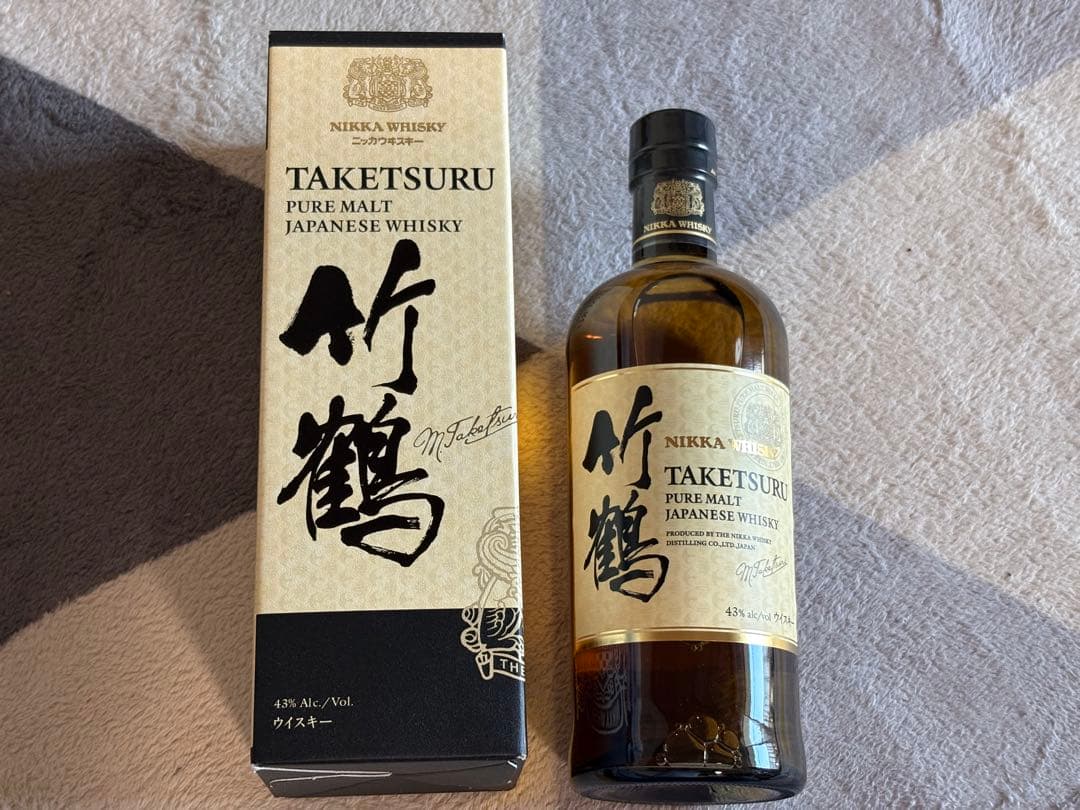 NIKKA WHISKY
ニッカウヰスキー
TAKETSURU
PURE MALT
JAPANESE WHISKY
竹鶴
M.Taketsu
THE
43% Alc./Vol.
ウイスキー
NIKKA WHISKY
竹鶴
NIKKA WHISKY
TAKETSURU
PURE MALT
JAPANESE WHISKY
PRODUCED BY THE NIKKA WHISKY
DISTILLING CO.,LTD.,JAPAN
M.Taketsuru
43% alc/vol ウイスキー